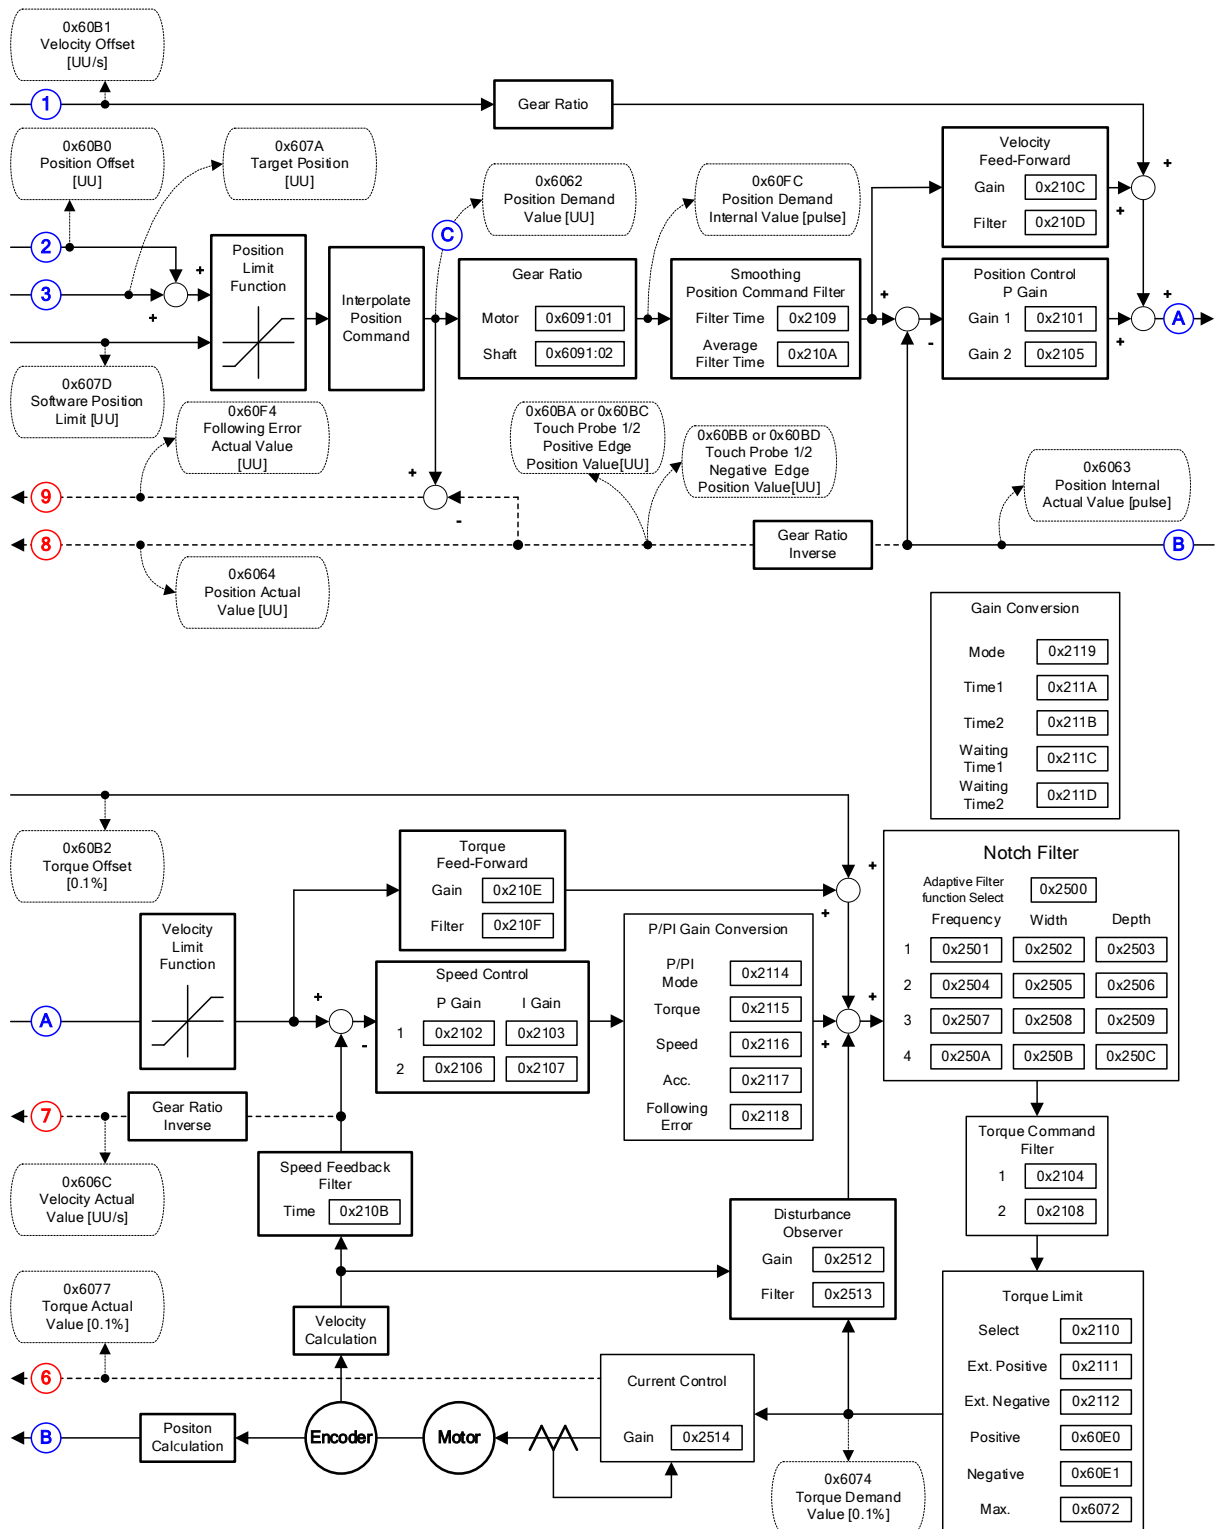 0x60B1
Velocity Offset
[UU/s]
1
Gear Ratio
+
0x60B0
Position Offset
[UU]
0x607A
Target Position
[UU]
0x6062
Position Demand
Value [UU]
0x60FC
Position Demand
Internal Value [pulse]
Velocity
Feed-Forward
Gain 0x210C
Filter 0x210D
+
2
3
+
+
Position
Limit
Function
Interpolate
Position
Command
C
Gear Ratio
Motor 0x6091:01
Shaft 0x6091:02
Smoothing
Position Command Filter
Filter Time 0x2109
Average
Filter Time 0x210A
+
-
Position Control
P Gain
Gain 1 0x2101
Gain 2 0x2105
+
+
A
0x607D
Software Position
Limit [UU]
0x60F4
Following Error
Actual Value
[UU]
0x60BA or 0x60BC
Touch Probe 1/2
Positive Edge
Position Value[UU]
0x60BB or 0x60BD
Touch Probe 1/2
Negative Edge
Position Value[UU]
0x6063
Position Internal
Actual Value [pulse]
9
+
-
8
Gear Ratio
Inverse
B
0x6064
Position Actual
Value [UU]
Gain Conversion
Mode 0x2119
Time1 0x211A
Time2 0x211B
Waiting
Time1 0x211C
Waiting
Time2 0x211D
0x60B2
Torque Offset
[0.1%]
Torque
Feed-Forward
Gain 0x210E
Filter 0x210F
+
+
Notch Filter
Adaptive Filter
function Select 0x2500
Frequency Width Depth
1 0x2501 0x2502 0x2503
2 0x2504 0x2505 0x2506
3 0x2507 0x2508 0x2509
4 0x250A 0x250B 0x250C
Velocity
Limit
Function
A
+
-
Speed Control
P Gain I Gain
1 0x2102 0x2103
2 0x2106 0x2107
P/PI Gain Conversion
P/PI
Mode 0x2114
Torque 0x2115
Speed 0x2116
Acc. 0x2117
Following
Error 0x2118
+
+
7
Gear Ratio
Inverse
0x606C
Velocity Actual
Value [UU/s]
Speed Feedback
Filter
Time 0x210B
Torque Command
Filter
1 0x2104
2 0x2108
Disturbance
Observer
Gain 0x2512
Filter 0x2513
0x6077
Torque Actual
Value [0.1%]
Velocity
Calculation
6
Current Control
Gain 0x2514
Torque Limit
Select 0x2110
Ext. Positive 0x2111
Ext. Negative 0x2112
Positive 0x60E0
Negative 0x60E1
Max. 0x6072
B
Positon
Calculation
Encoder
Motor
0x6074
Torque Demand
Value [0.1%]